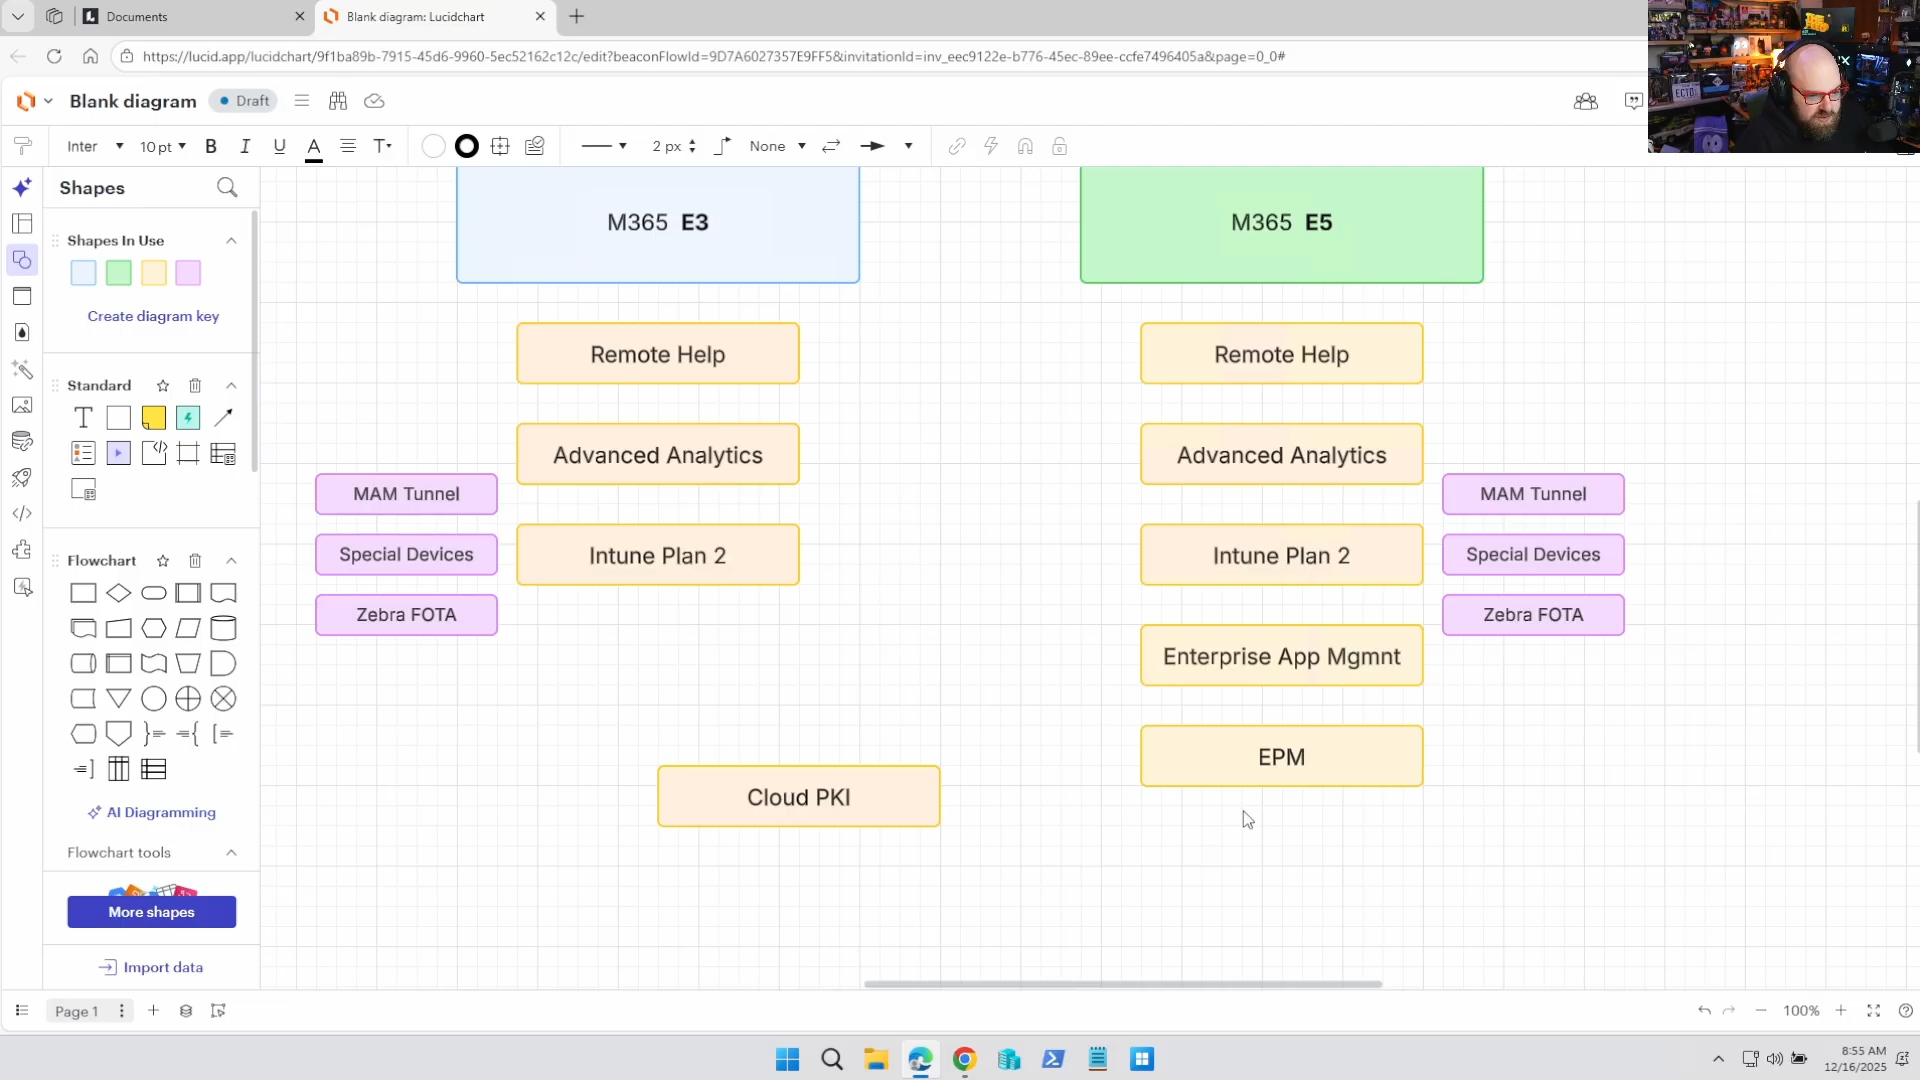 Documents
Blank diagram: Lucidchart
https://lucid.app/lucidchart/9f1ba89b-7915-45d6-9960-5ec52162c12c/edit?beaconFlowId=9D7A6027357E9FF5&invitationId=inv_eec9122e-b776-45ec-89ee-ccfe7496405a&page=0_0#
Blank diagram
Draft
Inter
10 pt
B
I
U
A
T
2 px
None
Shapes
Shapes In Use
Create diagram key
Standard
T
Flowchart
AI Diagramming
Flowchart tools
More shapes
Import data
M365 E3
M365 E5
Remote Help
Remote Help
Advanced Analytics
Advanced Analytics
MAM Tunnel
MAM Tunnel
Special Devices
Intune Plan 2
Intune Plan 2
Special Devices
Zebra FOTA
Zebra FOTA
Enterprise App Mgmnt
EPM
Cloud PKI
Page 1
100%
8:55 AM
12/16/2025
ECTO